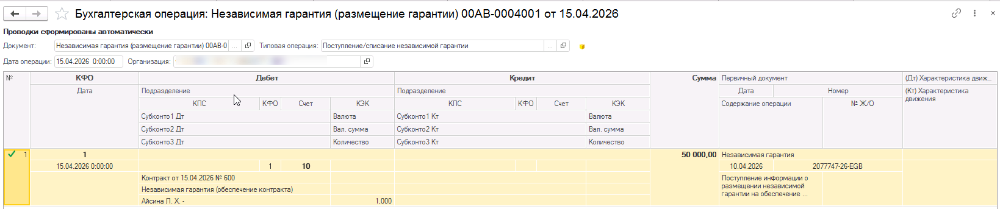 Бухгалтерская операция: Независимая гарантия (размещение гарантии) 00АВ-0004001 от 15.04.2026
Проводки сформированы автоматически
Документ: Независимая гарантия (размещение гарантии) 00АВ-0 ... Типовая операция: Поступление/списание независимой гарантии ...
Дата операции: 15.04.2026 0:00:00 Организация:
№ КФО Дебет Кредит Сумма Первичный документ (Дт) Характеристика движ...
Дата Подразделение Подразделение Дата Номер (Кт) Характеристика движения
КПС КФО Счет КЭК КПС КФО Счет КЭК Содержание операции № Ж/О
Субконто1 Дт Валюта Субконто1 Кт Валюта
Субконто2 Дт Вал. сумма Субконто2 Кт Вал. сумма
Субконто3 Дт Количество Субконто3 Кт Количество
1 1 50 000,00 Независимая гарантия
15.04.2026 0:00:00 1 10 10.04.2026 2077747-26-EGB
Контракт от 15.04.2026 № 600 Поступление информации о
Независимая гарантия (обеспечение контракта) размещении независимой
Айсина Л. Х. - 1,000 гарантии на обеспечение ...